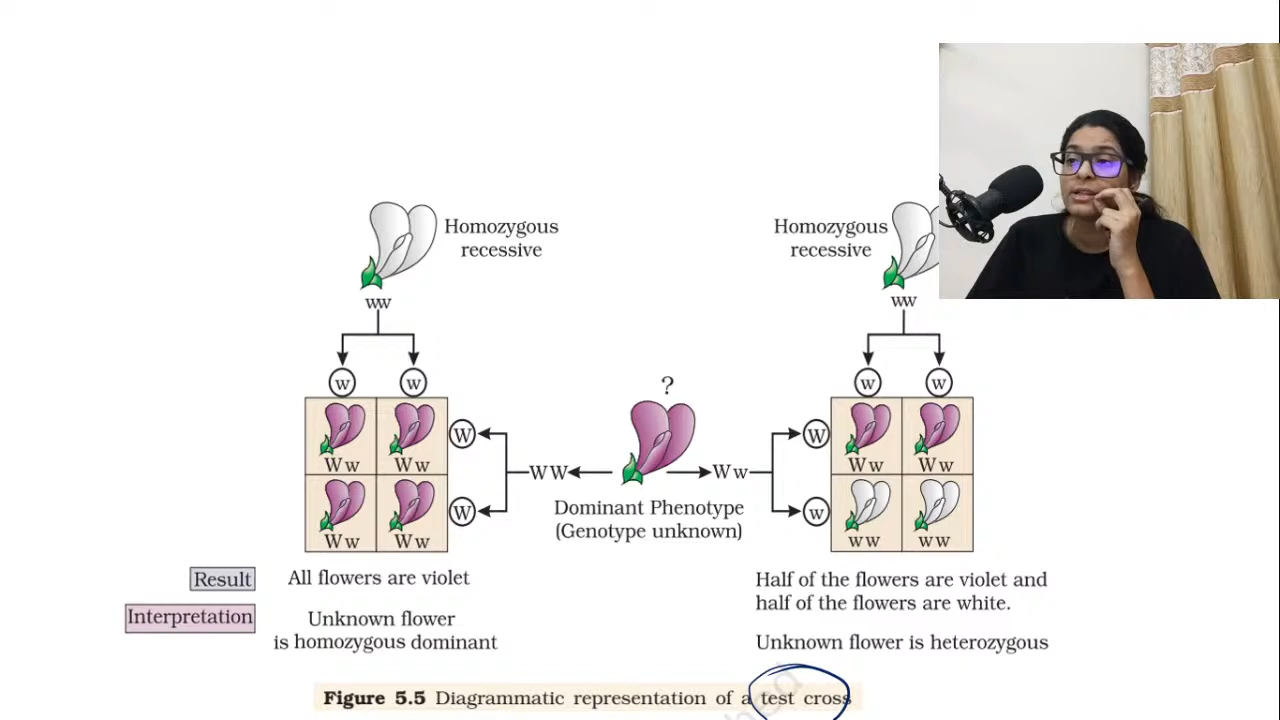 Homozygous
recessive
ww
w w
Ww Ww
Ww Ww
W
W
WW
?
Dominant Phenotype
(Genotype unknown)
Ww
Homozygous
recessive
ww
w w
W
w
Ww Ww
ww ww
Result
All flowers are violet
Half of the flowers are violet and
half of the flowers are white.
Interpretation
Unknown flower
is homozygous dominant
Unknown flower is heterozygous
Figure 5.5 Diagrammatic representation of a test cross